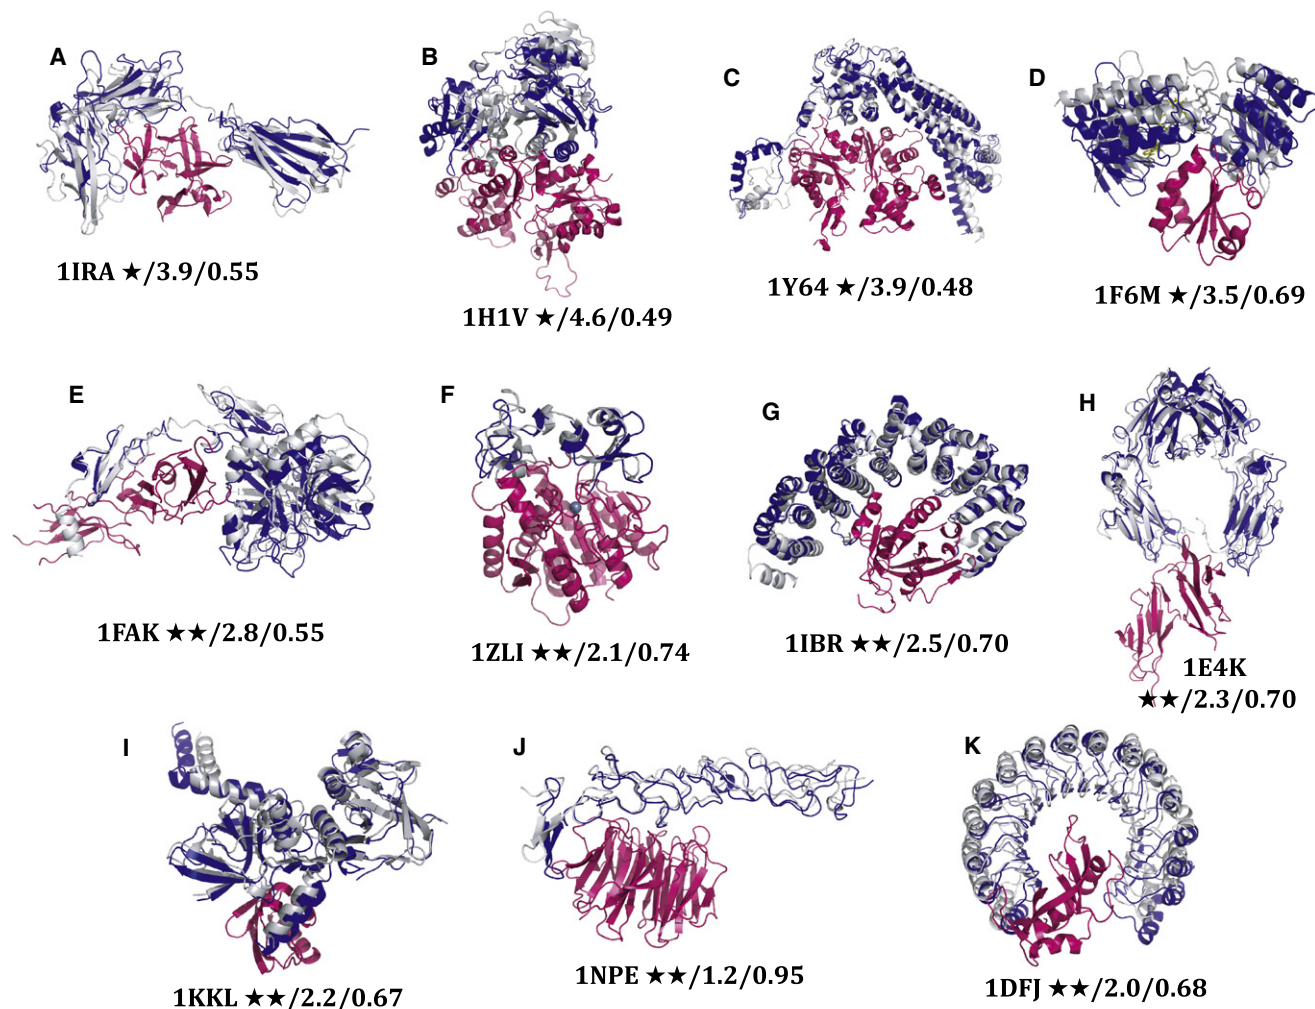 A
1IRA ★/3.9/0.55
B
1H1V ★/4.6/0.49
C
1Y64 ★/3.9/0.48
D
1F6M ★/3.5/0.69
E
1FAK ★★/2.8/0.55
F
1ZLI ★★/2.1/0.74
G
1IBR ★★/2.5/0.70
H
1E4K
★★/2.3/0.70
I
1KKL ★★/2.2/0.67
J
1NPE ★★/1.2/0.95
K
1DFJ ★★/2.0/0.68